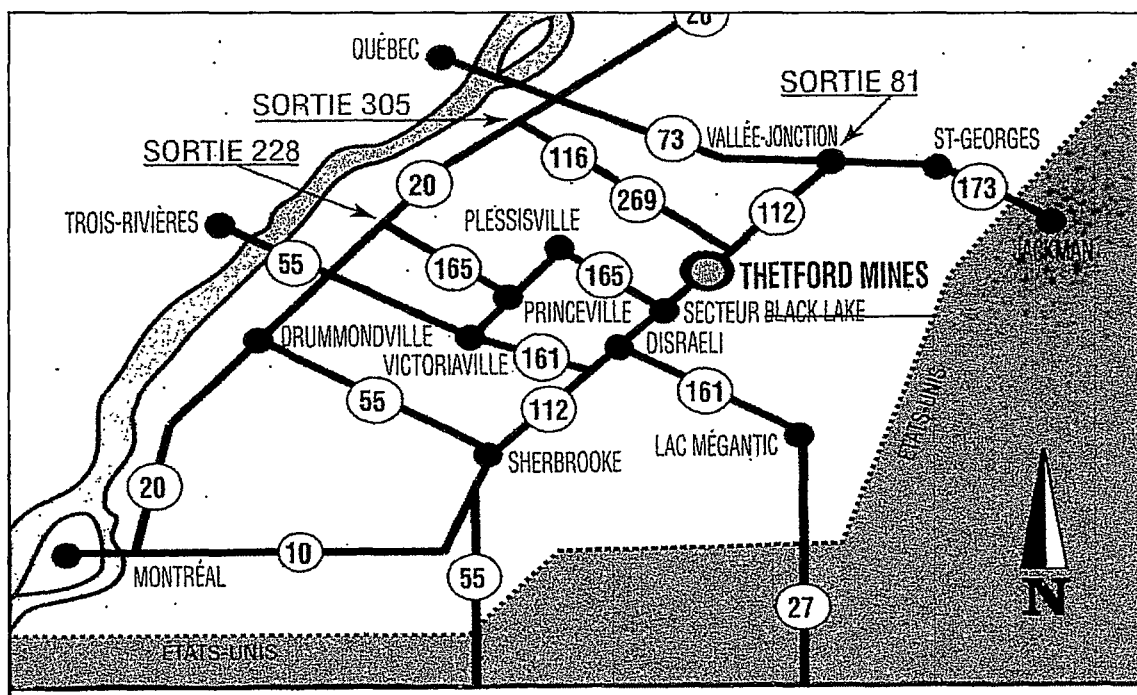 20
QUÉBEC
SORTIE 81
SORTIE 305
73
VALLÉE-JONCTION
ST-GEORGES
SORTIE 228
116
20
269
173
TROIS-RIVIÈRES
PLESSISVILLE
112
JACKMAN
55
165
165
THETFORD MINES
PRINCEVILLE
SECTEUR BLACK LAKE
DRUMMONDVILLE
DISRAELI
VICTORIAVILLE
161
161
55
112
ÉTATS-UNIS
LAC MÉGANTIC
SHERBROOKE
20
10
MONTRÉAL
55
27
N
ÉTATS-UNIS